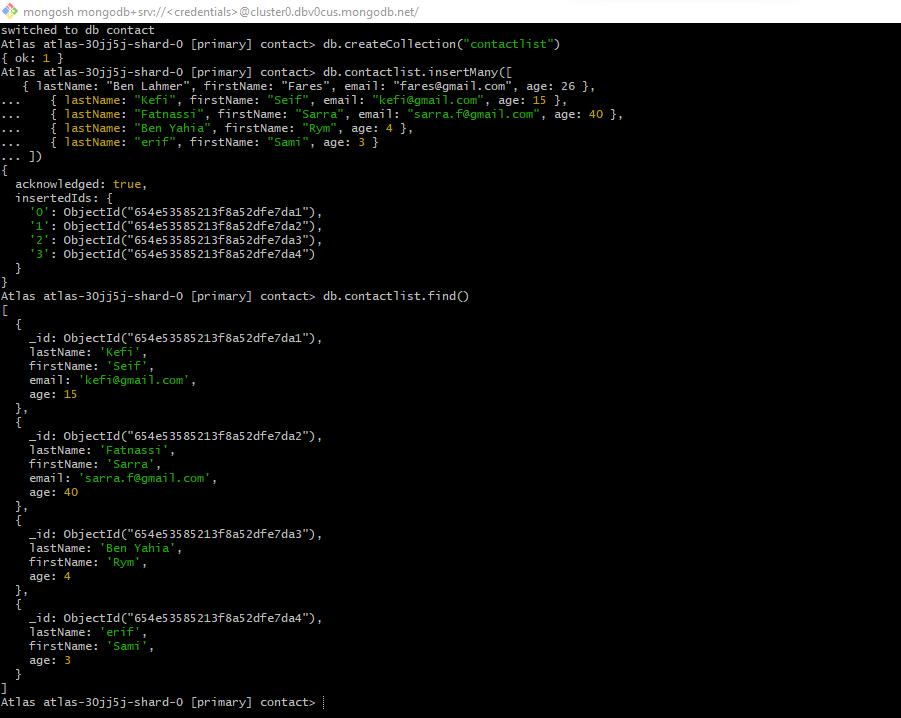 mongosh mongodb+srv://<credentials>@cluster0.dbv0cus.mongodb.net/
switched to db contact
Atlas atlas-30jj5j-shard-0 [primary] contact> db.createCollection("contactlist")
{ ok: 1 }
Atlas atlas-30jj5j-shard-0 [primary] contact> db.contactlist.insertMany([
   { lastName: "Ben Lahmer", firstName: "Fares", email: "fares@gmail.com", age: 26 },
...    { lastName: "Kefi", firstName: "Seif", email: "kefi@gmail.com", age: 15 },
...    { lastName: "Fatnassi", firstName: "Sarra", email: "sarra.f@gmail.com", age: 40 },
...    { lastName: "Ben Yahia", firstName: "Rym", age: 4 },
...    { lastName: "erif", firstName: "Sami", age: 3 }
... ])
{
  acknowledged: true,
  insertedIds: {
    '0': ObjectId("654e53585213f8a52dfe7da1"),
    '1': ObjectId("654e53585213f8a52dfe7da2"),
    '2': ObjectId("654e53585213f8a52dfe7da3"),
    '3': ObjectId("654e53585213f8a52dfe7da4")
  }
}
Atlas atlas-30jj5j-shard-0 [primary] contact> db.contactlist.find()
[
  {
    _id: ObjectId("654e53585213f8a52dfe7da1"),
    lastName: 'Kefi',
    firstName: 'Seif',
    email: 'kefi@gmail.com',
    age: 15
  },
  {
    _id: ObjectId("654e53585213f8a52dfe7da2"),
    lastName: 'Fatnassi',
    firstName: 'Sarra',
    email: 'sarra.f@gmail.com',
    age: 40
  },
  {
    _id: ObjectId("654e53585213f8a52dfe7da3"),
    lastName: 'Ben Yahia',
    firstName: 'Rym',
    age: 4
  },
  {
    _id: ObjectId("654e53585213f8a52dfe7da4"),
    lastName: 'erif',
    firstName: 'Sami',
    age: 3
  }
]
Atlas atlas-30jj5j-shard-0 [primary] contact>